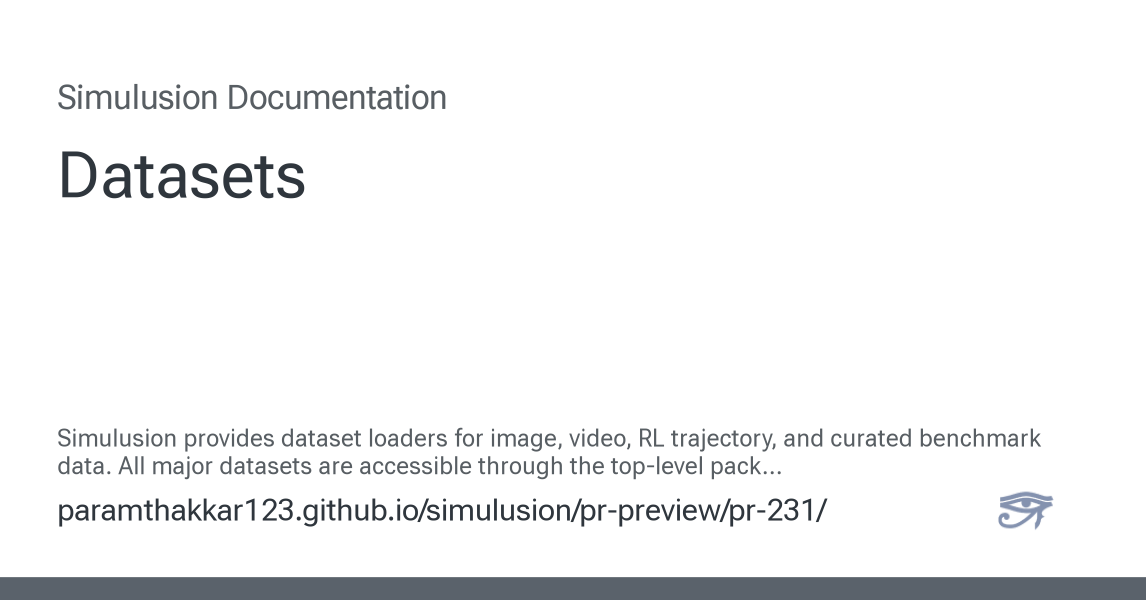 Simulusion Documentation
Datasets
Simulusion provides dataset loaders for image, video, RL trajectory, and curated benchmark
data. All major datasets are accessible through the top-level pack...
paramthakkar123.github.io/simulusion/pr-preview/pr-231/